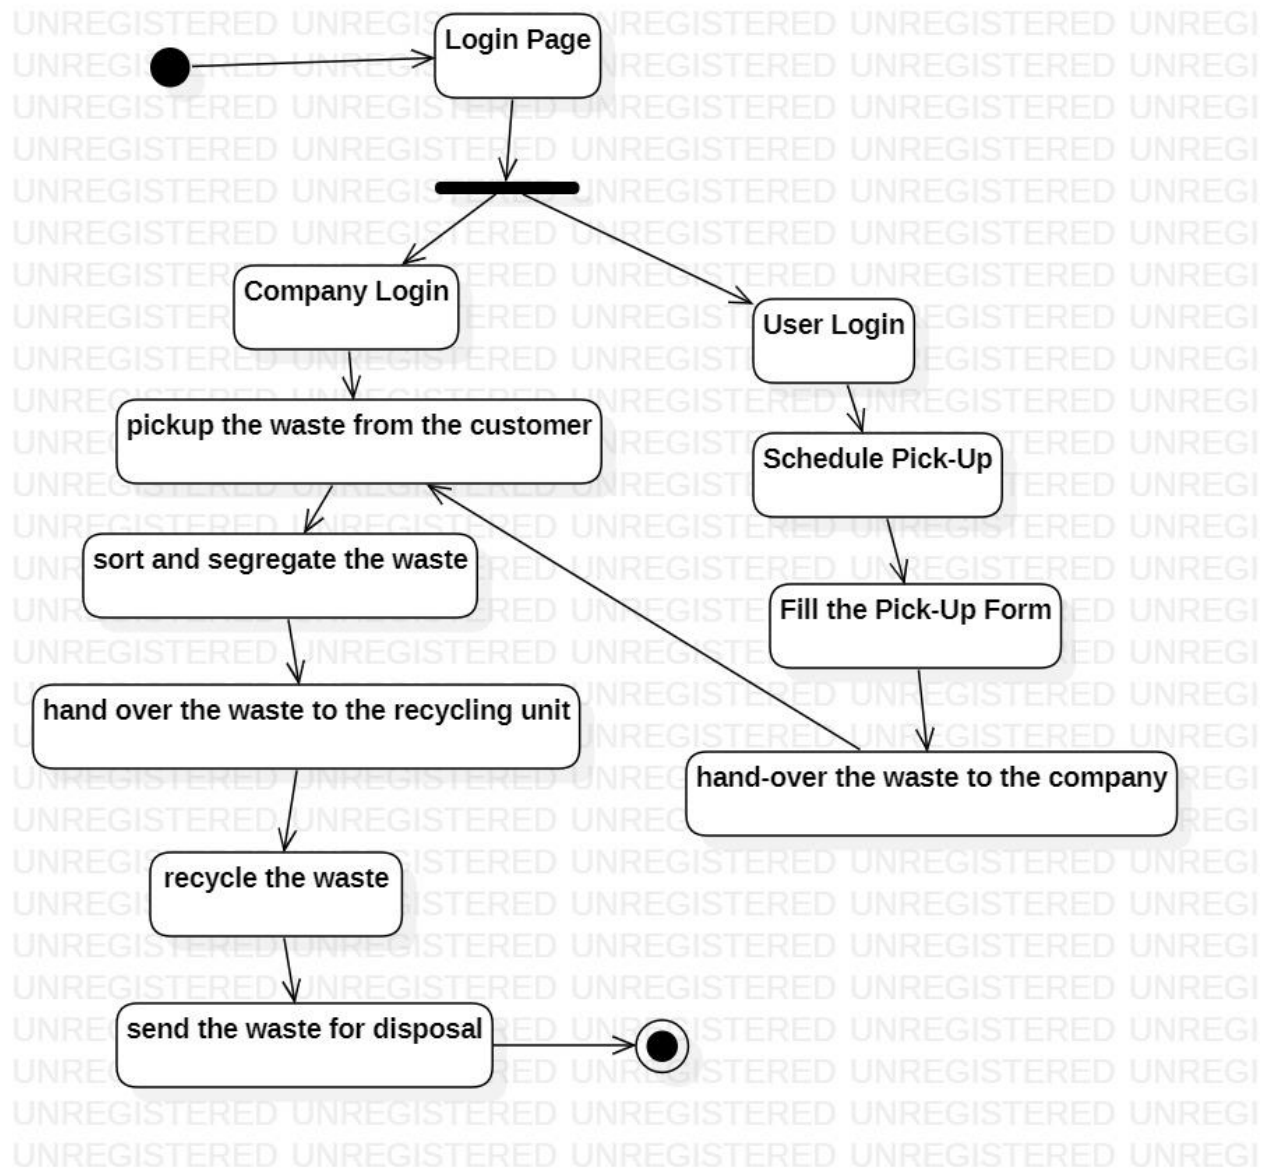 Login Page
Company Login
User Login
pickup the waste from the customer
Schedule Pick-Up
sort and segregate the waste
Fill the Pick-Up Form
hand over the waste to the recycling unit
hand-over the waste to the company
recycle the waste
send the waste for disposal
UNREGISTERED